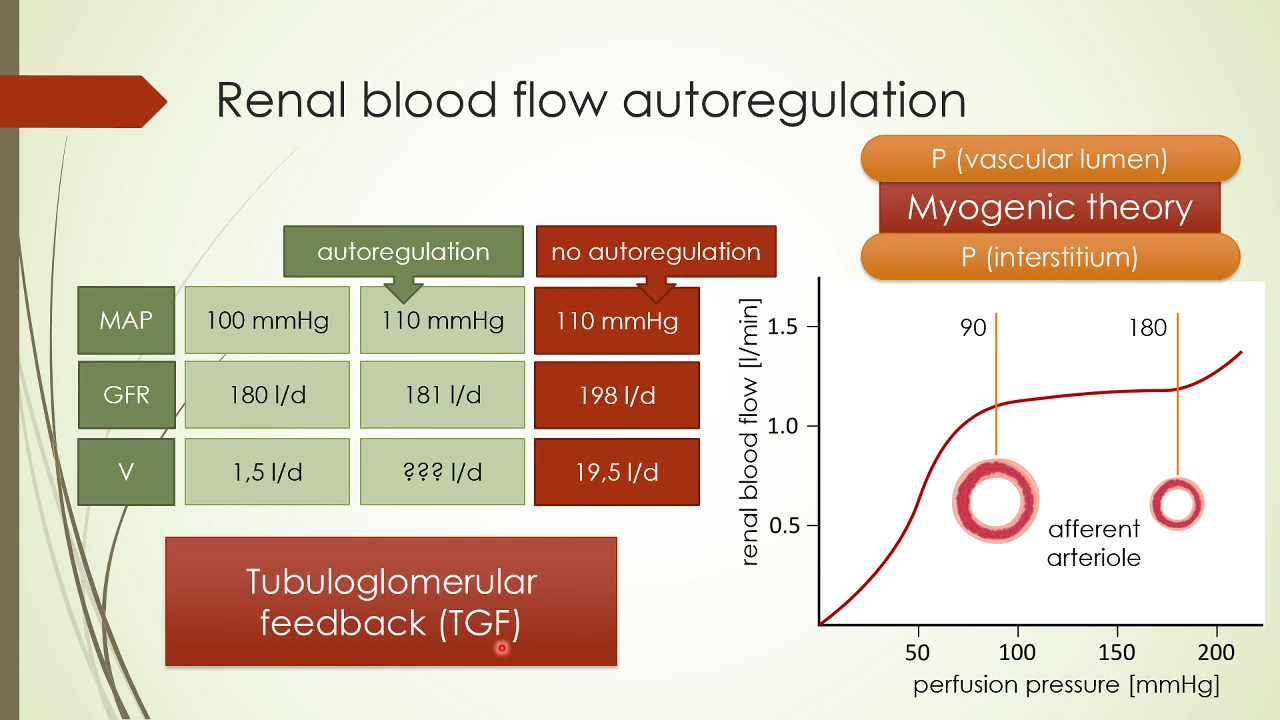 Renal blood flow autoregulation
P (vascular lumen)
Myogenic theory
P (interstitium)
autoregulation
no autoregulation
MAP
100 mmHg
110 mmHg
110 mmHg
GFR
180 l/d
181 l/d
198 l/d
V
1,5 l/d
??? l/d
19,5 l/d
Tubuloglomerular
feedback (TGF)
renal blood flow [l/min]
1.5
1.0
0.5
90
180
afferent
arteriole
50
100
150
200
perfusion pressure [mmHg]